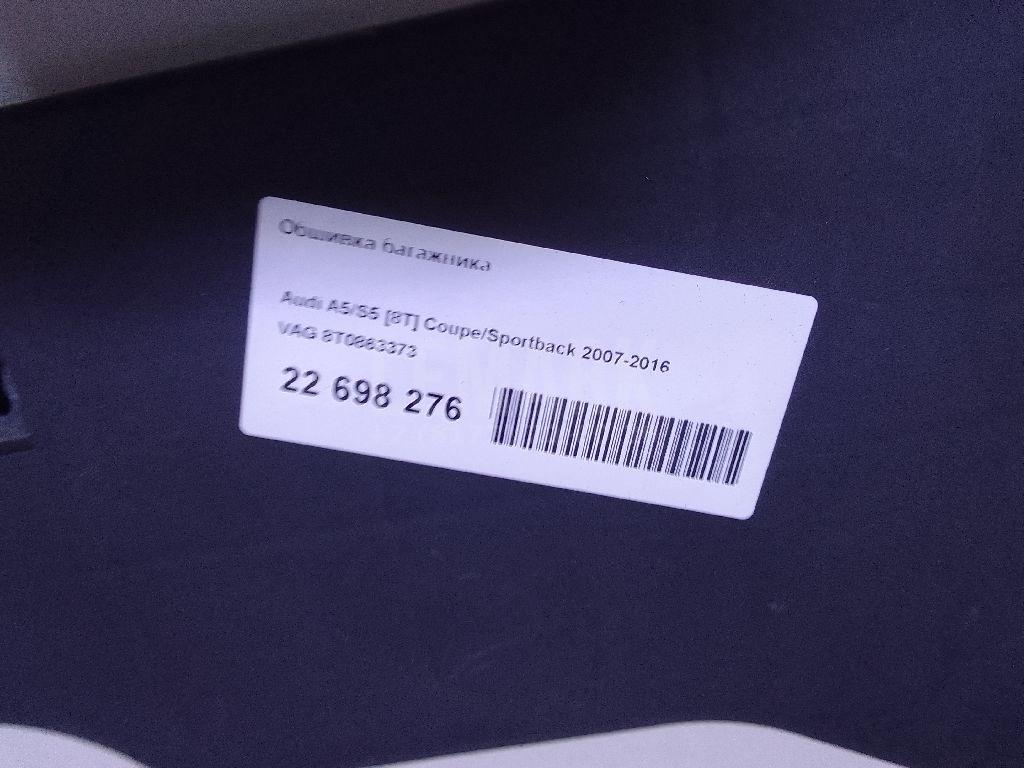 Обшивка багажника
Audi A5/S5 [8T] Coupe/Sportback 2007-2016
VAG 8T0863373
22 698 276